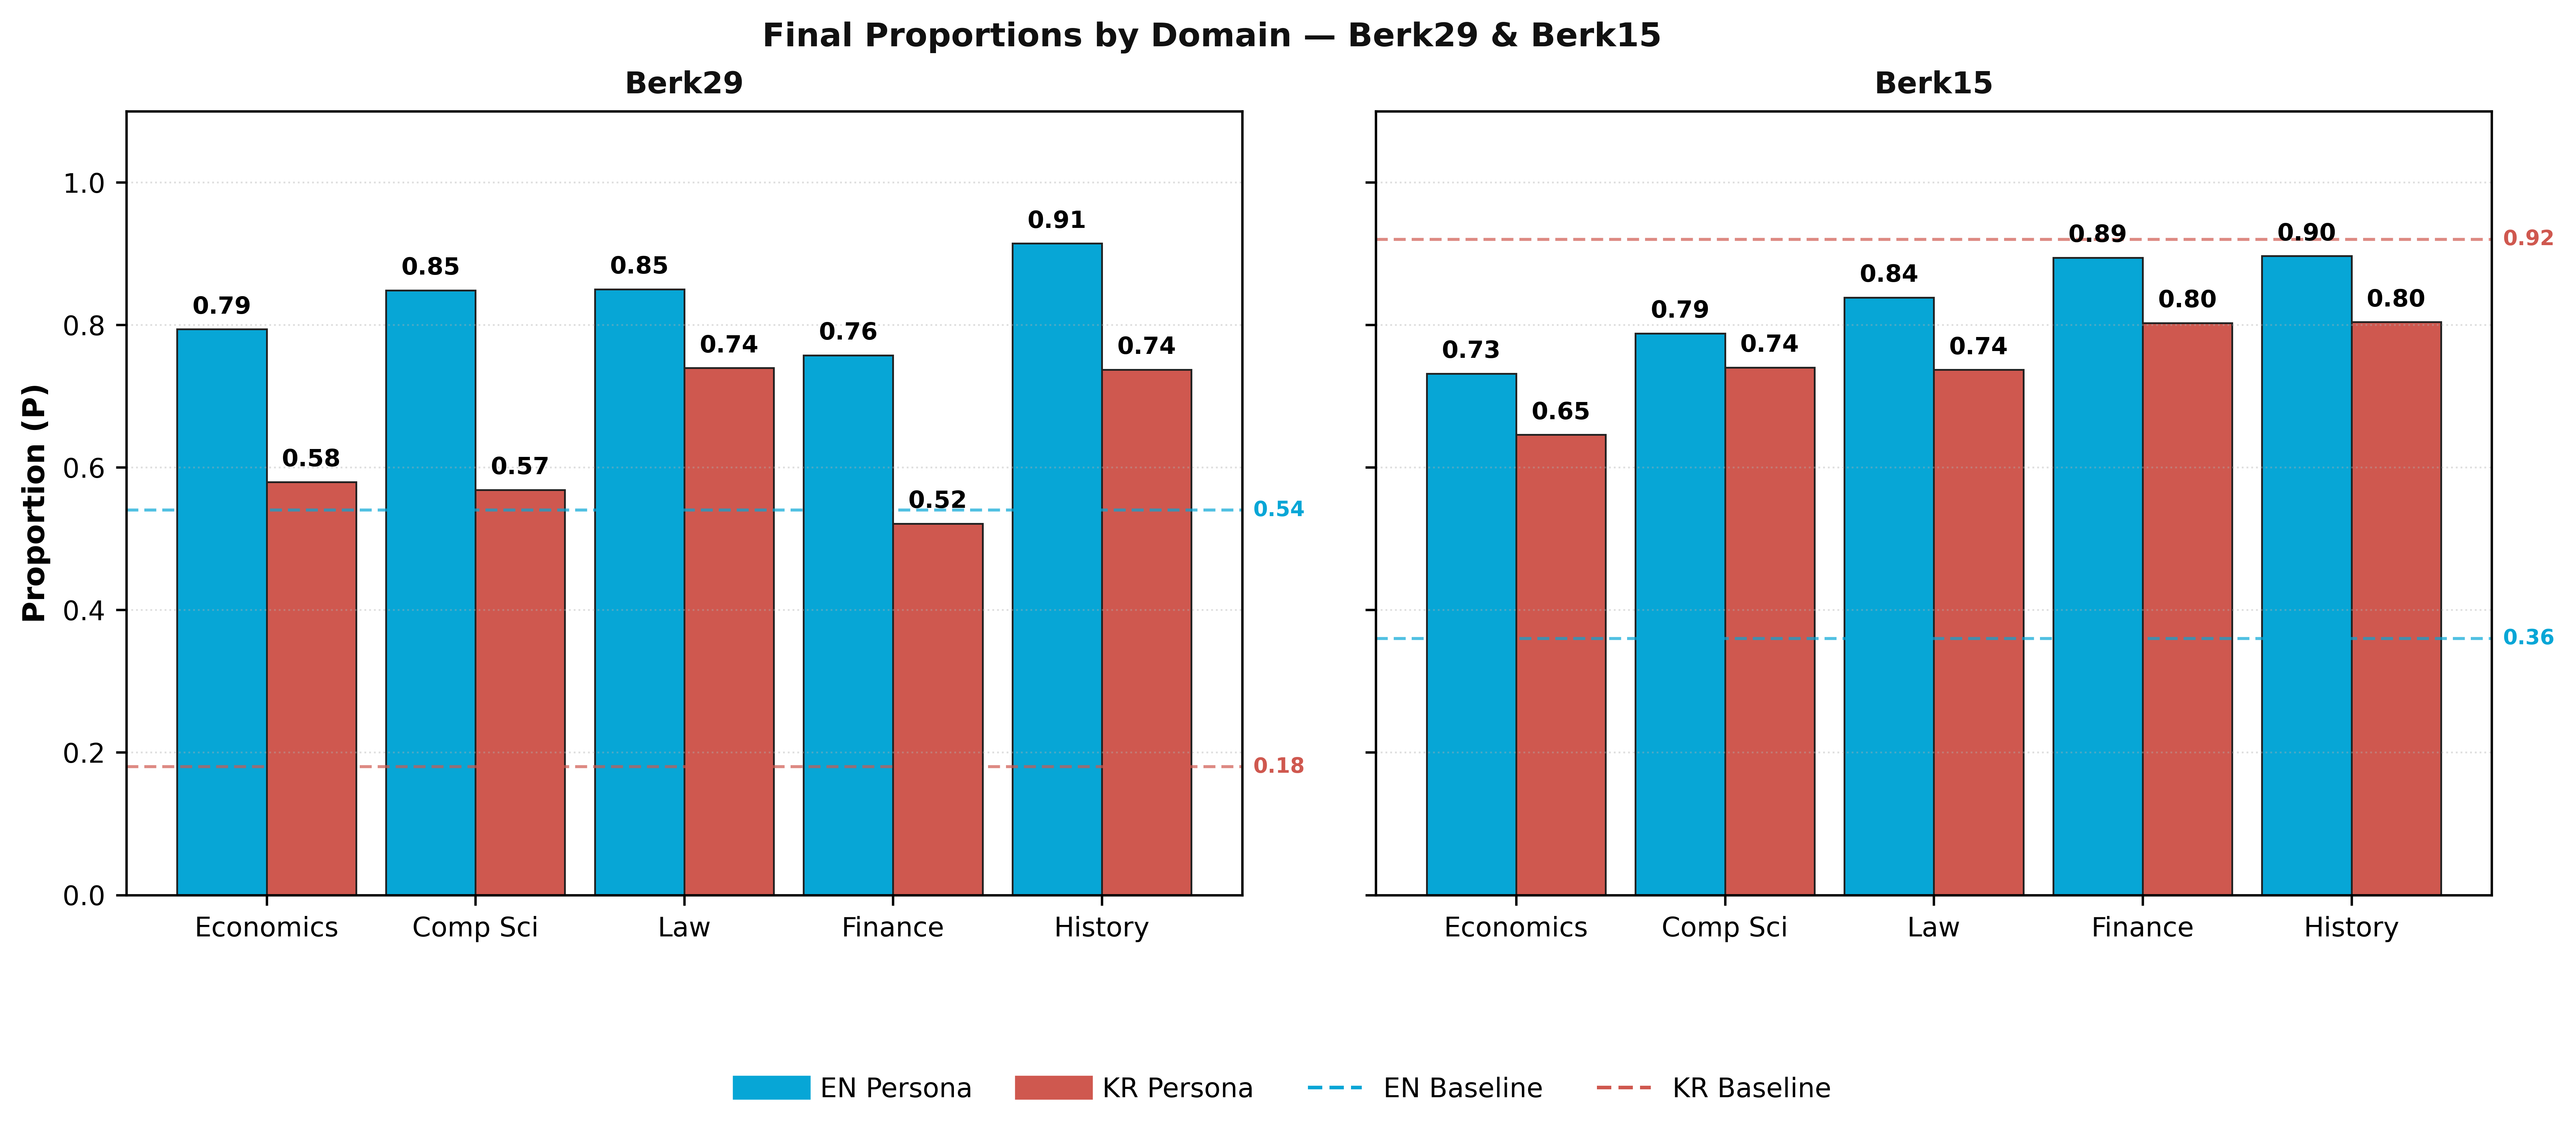 Final Proportions by Domain — Berk29 & Berk15
Berk29
Proportion (P)
1.0
0.8
0.6
0.4
0.2
0.0
0.79
0.58
0.85
0.57
0.85
0.74
0.76
0.52
0.91
0.74
0.54
0.18
Economics
Comp Sci
Law
Finance
History
Berk15
0.73
0.65
0.79
0.74
0.84
0.74
0.89
0.80
0.90
0.80
0.92
0.36
Economics
Comp Sci
Law
Finance
History
EN Persona
KR Persona
EN Baseline
KR Baseline